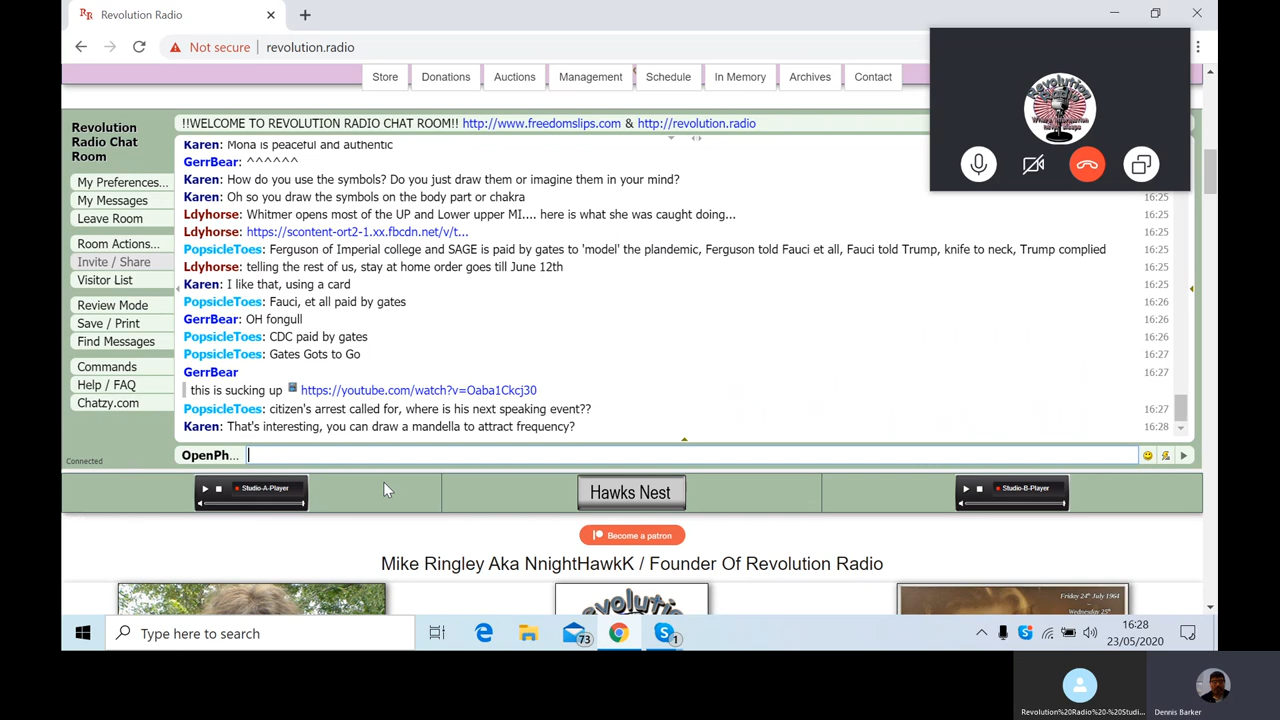 Revolution Radio
Not secure
revolution.radio
Store
Donations
Auctions
Management
Schedule
In Memory
Archives
Contact
Revolution
Radio Chat
Room
!!WELCOME TO REVOLUTION RADIO CHAT ROOM!! http://www.freedomslips.com & http://revolution.radio
My Preferences...
My Messages
Leave Room
Room Actions...
Invite / Share
Visitor List
Review Mode
Save / Print
Find Messages
Commands
Help / FAQ
Chatzy.com
Connected
Karen: Mona is peaceful and authentic
GerrBear: ^^^^^^
Karen: How do you use the symbols? Do you just draw them or imagine them in your mind?
Karen: Oh so you draw the symbols on the body part or chakra 16:25
Ldyhorse: Whitmer opens most of the UP and Lower upper MI.... here is what she was caught doing... 16:25
Ldyhorse: https://scontent-ort2-1.xx.fbcdn.net/v/t... 16:25
PopsicleToes: Ferguson of Imperial college and SAGE is paid by gates to 'model' the plandemic, Ferguson told Fauci et all, Fauci told Trump, knife to neck, Trump complied 16:25
Ldyhorse: telling the rest of us, stay at home order goes till June 12th 16:25
Karen: I like that, using a card 16:25
PopsicleToes: Fauci, et all paid by gates 16:26
GerrBear: OH fongull 16:26
PopsicleToes: CDC paid by gates 16:26
PopsicleToes: Gates Gots to Go 16:27
GerrBear 16:27
this is sucking up https://youtube.com/watch?v=Oaba1Ckcj30
PopsicleToes: citizen's arrest called for, where is his next speaking event?? 16:27
Karen: That's interesting, you can draw a mandella to attract frequency? 16:28
OpenPh...
Studio-A-Player
Hawks Nest
Studio-B-Player
Become a patron
Mike Ringley Aka NnightHawkK / Founder Of Revolution Radio
Friday 24th July 1964
Wednesday 25th
Type here to search
73
1
16:28
23/05/2020
Revolution%20Radio%20-%20Studi...
Dennis Barker